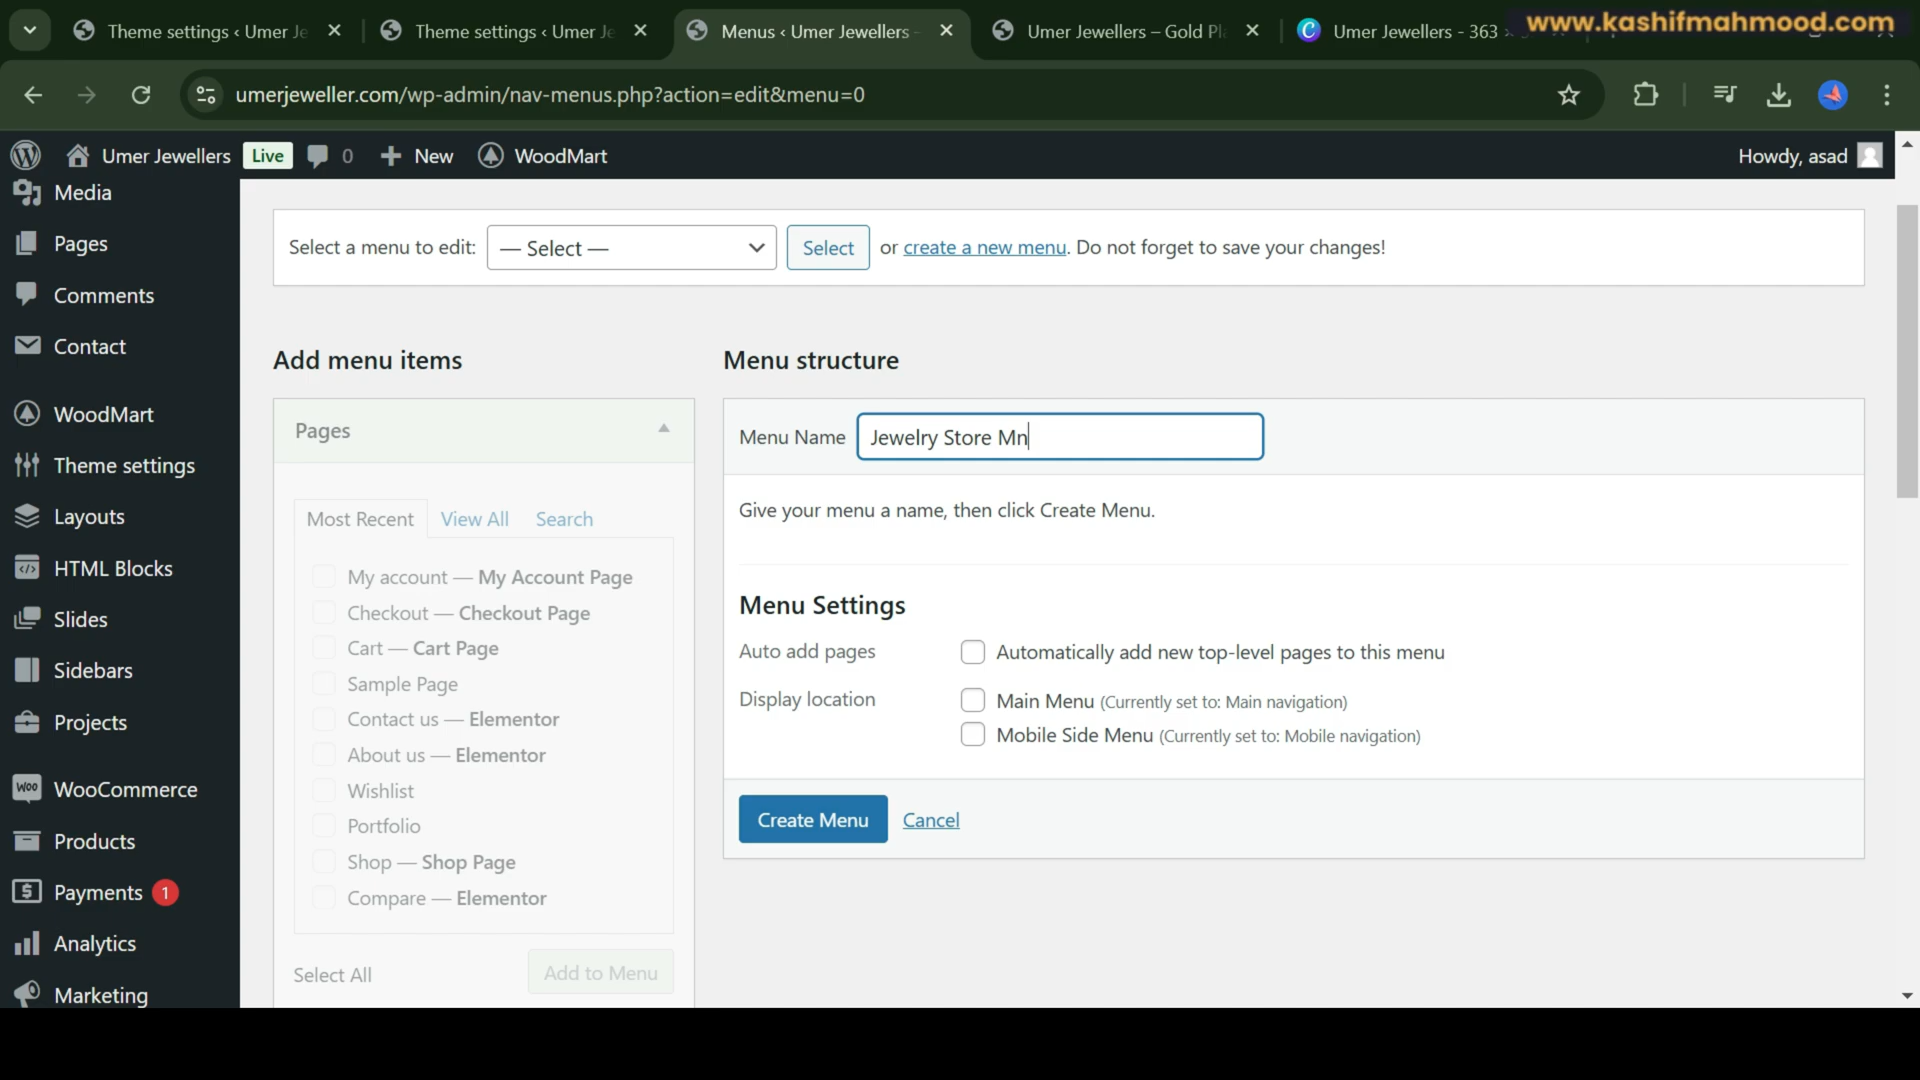 Theme settings ‹ Umer Je
Theme settings ‹ Umer Je
Menus ‹ Umer Jewellers -
Umer Jewellers – Gold Pla
Umer Jewellers - 363
www.kashifmahmood.com
umerjeweller.com/wp-admin/nav-menus.php?action=edit&menu=0
Umer Jewellers Live 0 New WoodMart Howdy, asad
Media
Pages
Comments
Contact
WoodMart
Theme settings
Layouts
HTML Blocks
Slides
Sidebars
Projects
WooCommerce
Products
Payments 1
Analytics
Marketing
Select a menu to edit: — Select — Select or create a new menu. Do not forget to save your changes!
Add menu items
Pages
Most Recent View All Search
My account — My Account Page
Checkout — Checkout Page
Cart — Cart Page
Sample Page
Contact us — Elementor
About us — Elementor
Wishlist
Portfolio
Shop — Shop Page
Compare — Elementor
Select All Add to Menu
Menu structure
Menu Name Jewelry Store Mn
Give your menu a name, then click Create Menu.
Menu Settings
Auto add pages Automatically add new top-level pages to this menu
Display location Main Menu (Currently set to: Main navigation)
Mobile Side Menu (Currently set to: Mobile navigation)
Create Menu Cancel